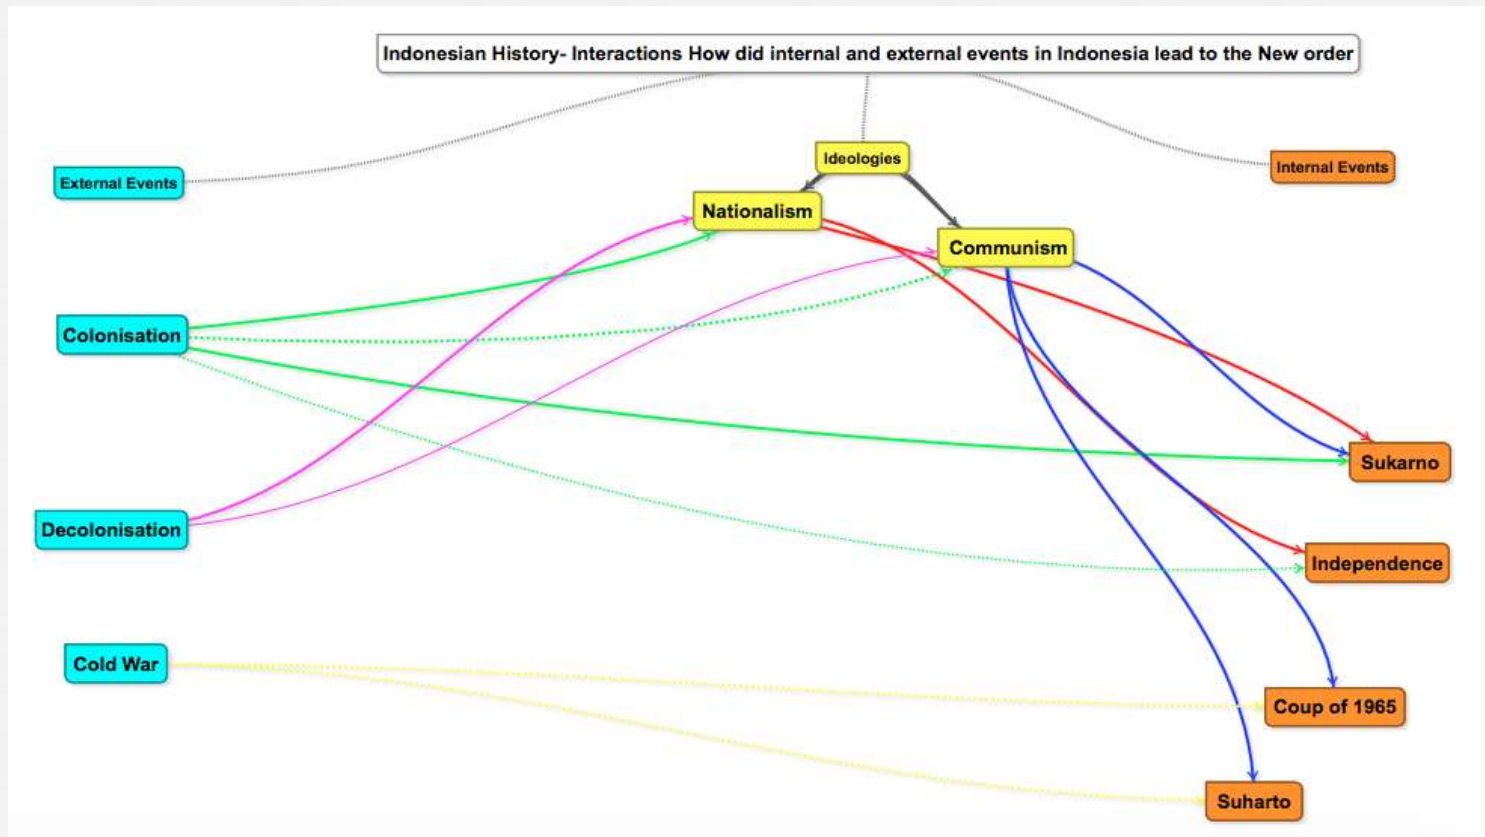 Indonesian History- Interactions How did internal and external events in Indonesia lead to the New order
Ideologies
External Events
Internal Events
Nationalism
Communism
Colonisation
Sukarno
Decolonisation
Independence
Cold War
Coup of 1965
Suharto